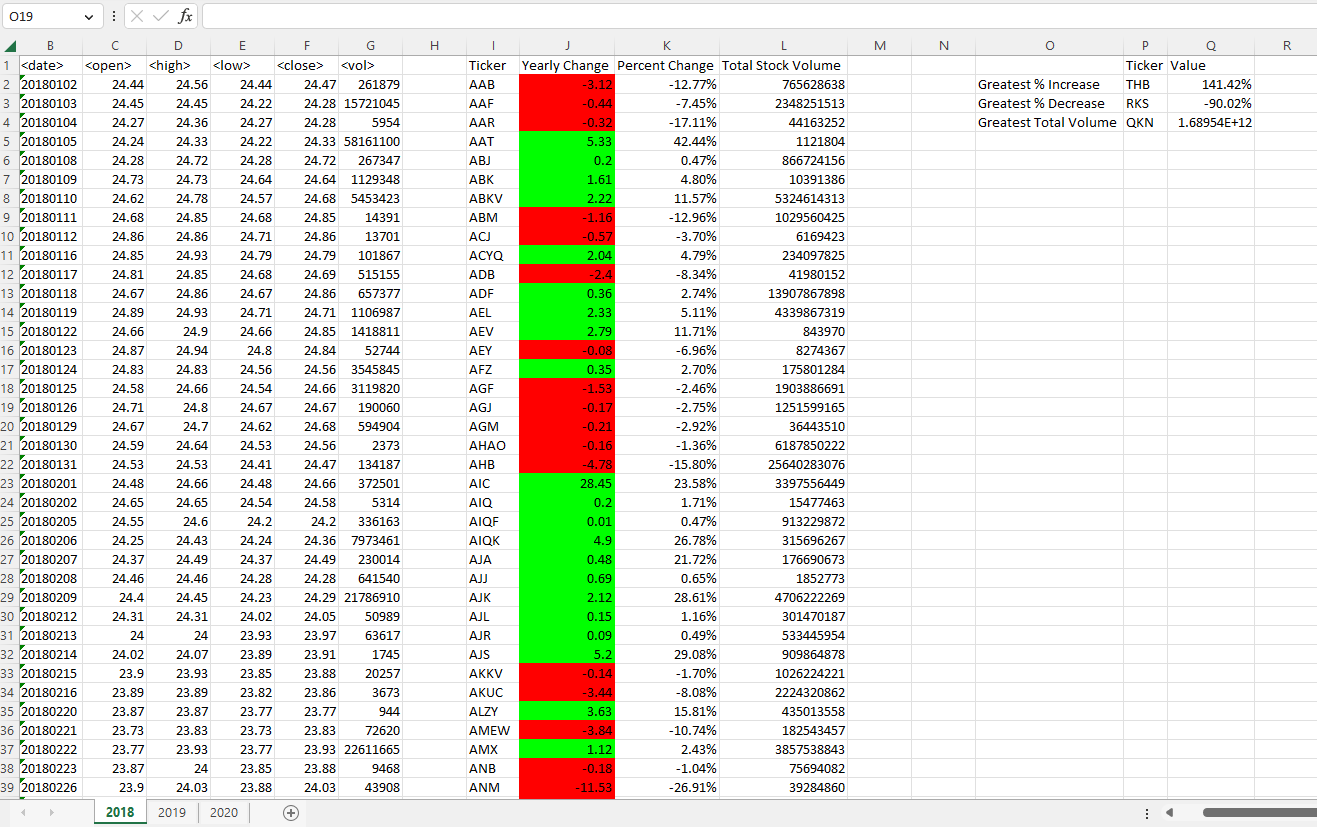 O19 fx
B C D E F G H I J K L M N O P Q R
1 <date> <open> <high> <low> <close> <vol> Ticker Yearly Change Percent Change Total Stock Volume Ticker Value
2 20180102 24.44 24.56 24.44 24.47 261879 AAB -3.12 -12.77% 765628638 Greatest % Increase THB 141.42%
3 20180103 24.45 24.45 24.22 24.28 15721045 AAF -0.44 -7.45% 2348251513 Greatest % Decrease RKS -90.02%
4 20180104 24.27 24.36 24.27 24.28 5954 AAR -0.32 -17.11% 44163252 Greatest Total Volume QKN 1.68954E+12
5 20180105 24.24 24.33 24.22 24.33 58161100 AAT 5.33 42.44% 1121804
6 20180108 24.28 24.72 24.28 24.72 267347 ABJ 0.2 0.47% 866724156
7 20180109 24.73 24.73 24.64 24.64 1129348 ABK 1.61 4.80% 10391386
8 20180110 24.62 24.78 24.57 24.68 5453423 ABKV 2.22 11.57% 5324614313
9 20180111 24.68 24.85 24.68 24.85 14391 ABM -1.16 -12.96% 1029560425
10 20180112 24.86 24.86 24.71 24.86 13701 ACJ -0.57 -3.70% 6169423
11 20180116 24.85 24.93 24.79 24.79 101867 ACYQ 2.04 4.79% 234097825
12 20180117 24.81 24.85 24.68 24.69 515155 ADB -2.4 -8.34% 41980152
13 20180118 24.67 24.86 24.67 24.86 657377 ADF 0.36 2.74% 13907867898
14 20180119 24.89 24.93 24.71 24.71 1106987 AEL 2.33 5.11% 4339867319
15 20180122 24.66 24.9 24.66 24.85 1418811 AEV 2.79 11.71% 843970
16 20180123 24.87 24.94 24.8 24.84 52744 AEY -0.08 -6.96% 8274367
17 20180124 24.83 24.83 24.56 24.56 3545845 AFZ 0.35 2.70% 175801284
18 20180125 24.58 24.66 24.54 24.66 3119820 AGF -1.53 -2.46% 1903886691
19 20180126 24.71 24.8 24.67 24.67 190060 AGJ -0.17 -2.75% 1251599165
20 20180129 24.67 24.7 24.62 24.68 594904 AGM -0.21 -2.92% 36443510
21 20180130 24.59 24.64 24.53 24.56 2373 AHAO -0.16 -1.36% 6187850222
22 20180131 24.53 24.53 24.41 24.47 134187 AHB -4.78 -15.80% 25640283076
23 20180201 24.48 24.66 24.48 24.66 372501 AIC 28.45 23.58% 3397556449
24 20180202 24.65 24.65 24.54 24.58 5314 AIQ 0.2 1.71% 15477463
25 20180205 24.55 24.6 24.2 24.2 336163 AIQF 0.01 0.47% 913229872
26 20180206 24.25 24.43 24.24 24.36 7973461 AIQK 4.9 26.78% 315696267
27 20180207 24.37 24.49 24.37 24.49 230014 AJA 0.48 21.72% 176690673
28 20180208 24.46 24.46 24.28 24.28 641540 AJJ 0.69 0.65% 1852773
29 20180209 24.4 24.45 24.23 24.29 21786910 AJK 2.12 28.61% 4706222269
30 20180212 24.31 24.31 24.02 24.05 50989 AJL 0.15 1.16% 301470187
31 20180213 24 24 23.93 23.97 63617 AJR 0.09 0.49% 533445954
32 20180214 24.02 24.07 23.89 23.91 1745 AJS 5.2 29.08% 909864878
33 20180215 23.9 23.93 23.85 23.88 20257 AKKV -0.14 -1.70% 1026224221
34 20180216 23.89 23.89 23.82 23.86 3673 AKUC -3.44 -8.08% 2224320862
35 20180220 23.87 23.87 23.77 23.77 944 ALZY 3.63 15.81% 435013558
36 20180221 23.73 23.83 23.73 23.83 72620 AMEW -3.84 -10.74% 182543457
37 20180222 23.77 23.93 23.77 23.93 22611665 AMX 1.12 2.43% 3857538843
38 20180223 23.87 24 23.85 23.88 9468 ANB -0.18 -1.04% 75694082
39 20180226 23.9 24.03 23.88 24.03 43908 ANM -11.53 -26.91% 39284860
2018 2019 2020